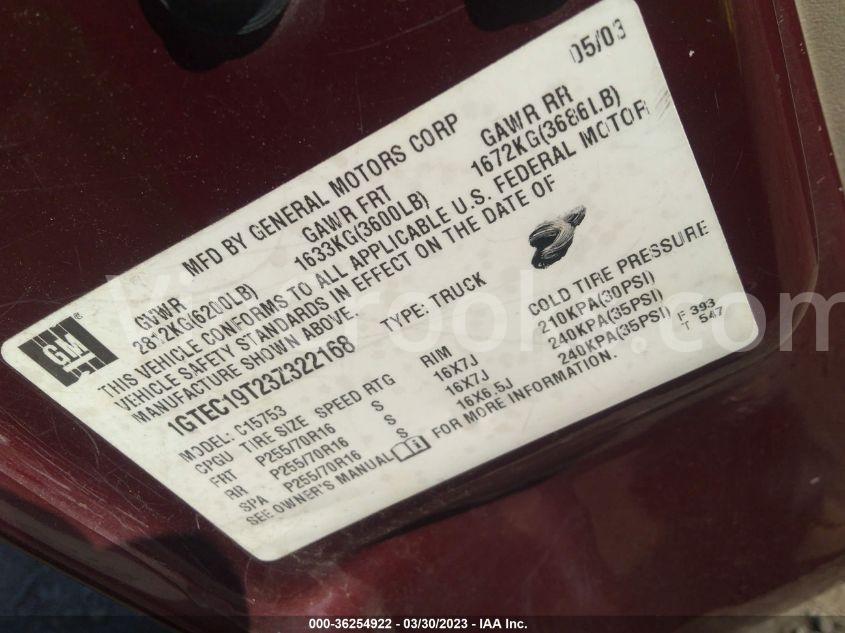 05/03
MFD BY GENERAL MOTORS CORP
GVWR GAWR FRT GAWR RR
2812KG(6200LB) 1633KG(3600LB) 1672KG(3686LB)
THIS VEHICLE CONFORMS TO ALL APPLICABLE U.S. FEDERAL MOTOR
VEHICLE SAFETY STANDARDS IN EFFECT ON THE DATE OF
MANUFACTURE SHOWN ABOVE.
GM ®
1GTEC19T23Z322168 TYPE: TRUCK
MODEL: C15753
CPGU TIRE SIZE SPEED RTG RIM COLD TIRE PRESSURE
FRT P255/70R16 S 16X7J 210KPA(30PSI)
RR P255/70R16 S 16X7J 240KPA(35PSI) F 393
SPA P255/70R16 S 16X6.5J 240KPA(35PSI) T 547
SEE OWNER'S MANUAL FOR MORE INFORMATION.
000-36254922 - 03/30/2023 - IAA Inc.